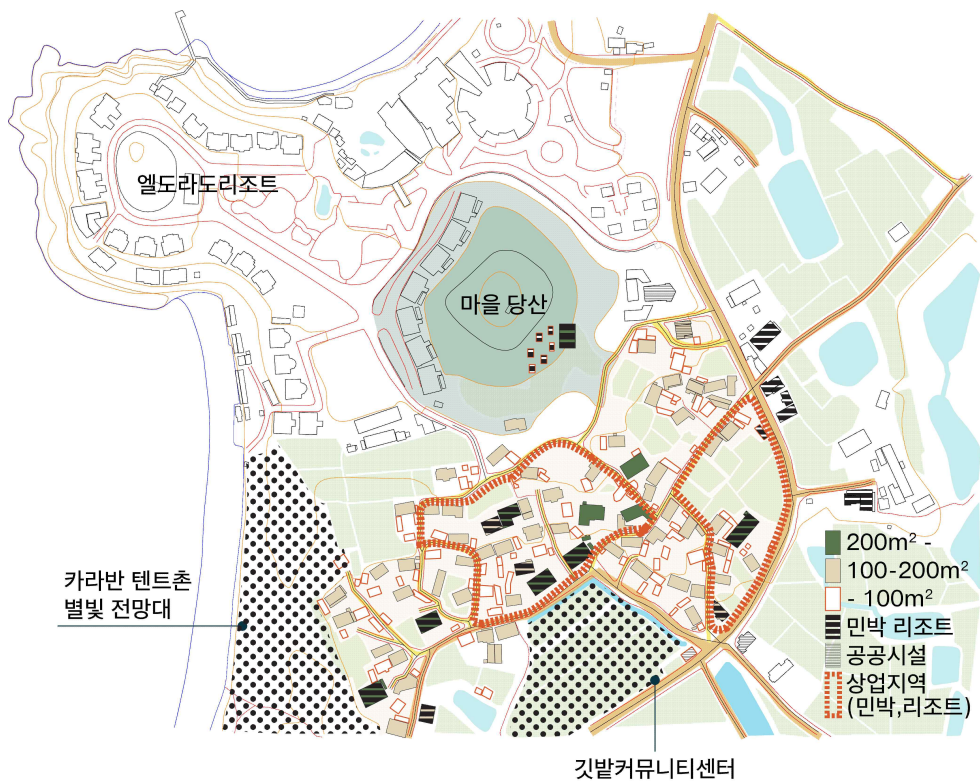 엘도라도리조트
마을 당산
카라반 텐트촌
별빛 전망대
200m² -
100-200m²
- 100m²
민박 리조트
공공시설
상업지역
(민박,리조트)
깃밭커뮤니티센터